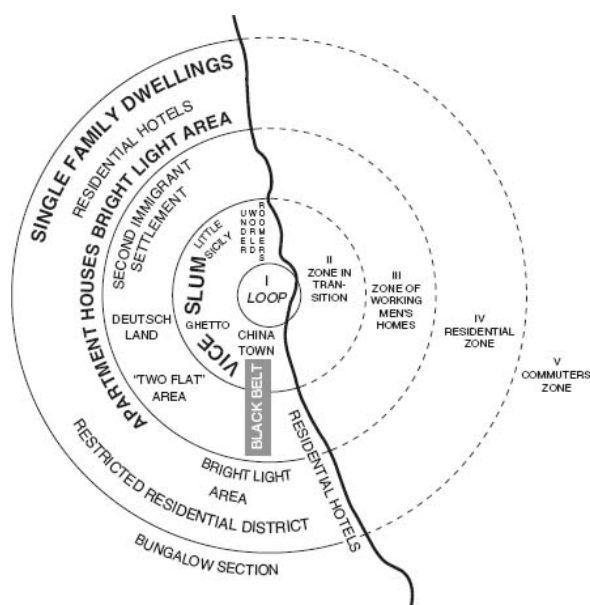 SINGLE FAMILY DWELLINGS
RESIDENTIAL HOTELS
BRIGHT LIGHT AREA
APARTMENT HOUSES
SECOND IMMIGRANT
SETTLEMENT
LITTLE
SICILY
UNDER
WORLD
ROOMERS
SLUM
VICE
GHETTO
I
LOOP
CHINA
TOWN
BLACK BELT
DEUTSCH
LAND
"TWO FLAT"
AREA
BRIGHT LIGHT
AREA
RESIDENTIAL HOTELS
RESTRICTED RESIDENTIAL DISTRICT
BUNGALOW SECTION
II
ZONE IN
TRAN-
SITION
III
ZONE OF
WORKING
MEN'S
HOMES
IV
RESIDENTIAL
ZONE
V
COMMUTERS
ZONE